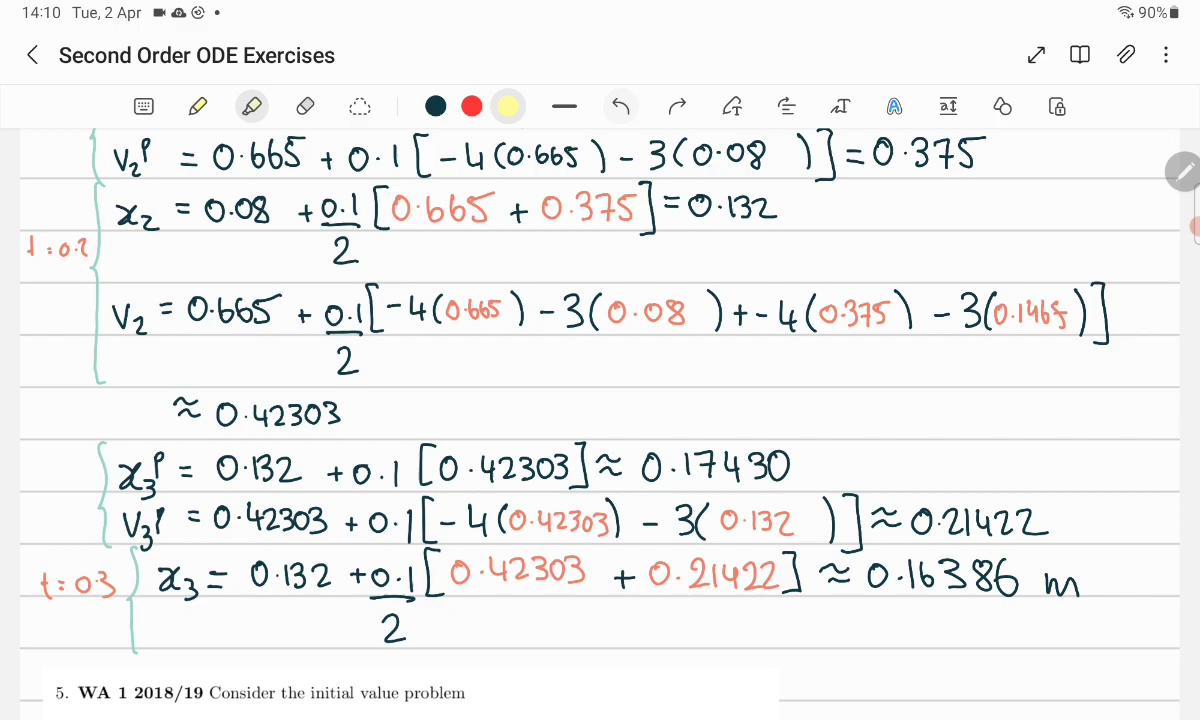 14:10 Tue, 2 Apr 90%
Second Order ODE Exercises
v₂ᴾ = 0.665 + 0.1[-4(0.665) - 3(0.08)] = 0.375
t=0.2
x₂ = 0.08 + 0.1/2 [0.665 + 0.375] = 0.132
v₂ = 0.665 + 0.1/2 [-4(0.665) - 3(0.08) + -4(0.375) - 3(0.1465)]
≈ 0.42303
x₃ᴾ = 0.132 + 0.1[0.42303] ≈ 0.17430
v₃ᴾ = 0.42303 + 0.1[-4(0.42303) - 3(0.132)] ≈ 0.21422
t=0.3 x₃ = 0.132 + 0.1/2 [0.42303 + 0.21422] ≈ 0.16386 m
5. WA 1 2018/19 Consider the initial value problem